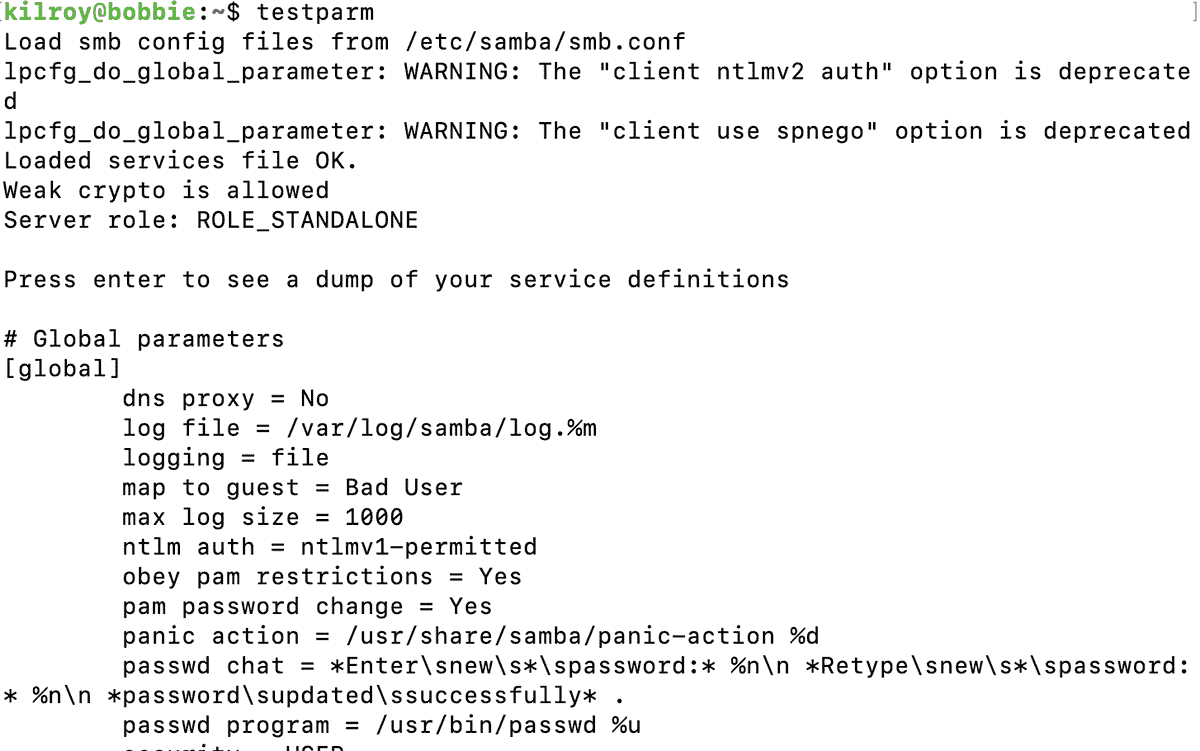 [kilroy@bobbie:~$ testparm ]
Load smb config files from /etc/samba/smb.conf
lpcfg_do_global_parameter: WARNING: The "client ntlmv2 auth" option is deprecate
d
lpcfg_do_global_parameter: WARNING: The "client use spnego" option is deprecated
Loaded services file OK.
Weak crypto is allowed
Server role: ROLE_STANDALONE
Press enter to see a dump of your service definitions
# Global parameters
[global]
dns proxy = No
log file = /var/log/samba/log.%m
logging = file
map to guest = Bad User
max log size = 1000
ntlm auth = ntlmv1-permitted
obey pam restrictions = Yes
pam password change = Yes
panic action = /usr/share/samba/panic-action %d
passwd chat = *Enter\snew\s*\spassword:* %n\n *Retype\snew\s*\spassword:
* %n\n *password\supdated\ssuccessfully* .
passwd program = /usr/bin/passwd %u